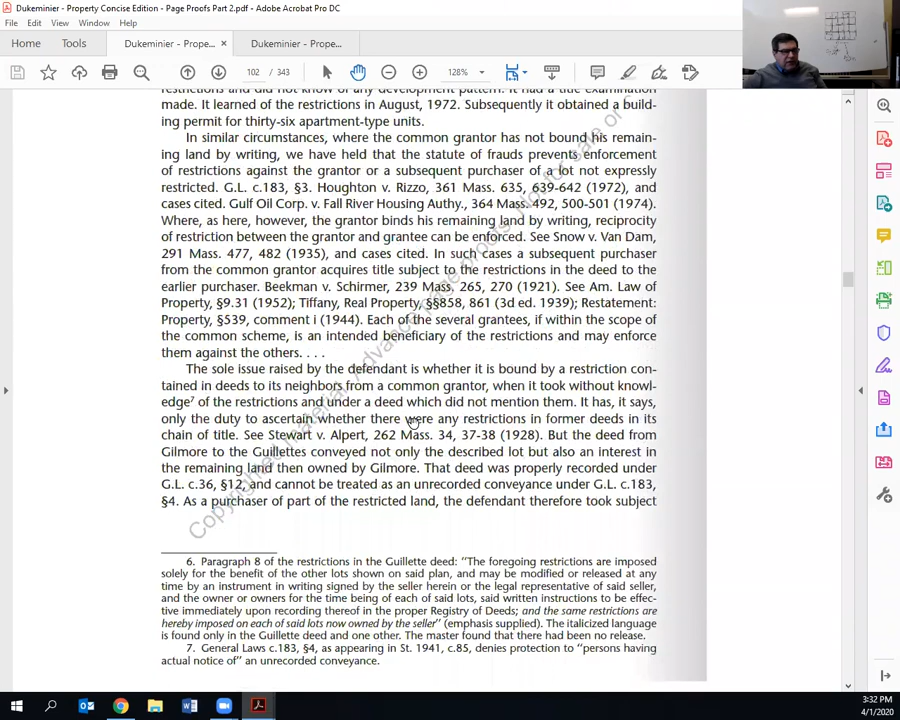 Dukeminier - Property Concise Edition - Page Proofs Part 2.pdf - Adobe Acrobat Pro DC
File Edit View Window Help
Home Tools Dukeminier - Prope... × Dukeminier - Prope...
102 / 343 128%
restrictions and did not know of any development pattern. It had a title examination
made. It learned of the restrictions in August, 1972. Subsequently it obtained a build-
ing permit for thirty-six apartment-type units.
In similar circumstances, where the common grantor has not bound his remain-
ing land by writing, we have held that the statute of frauds prevents enforcement
of restrictions against the grantor or a subsequent purchaser of a lot not expressly
restricted. G.L. c.183, §3. Houghton v. Rizzo, 361 Mass. 635, 639-642 (1972), and
cases cited. Gulf Oil Corp. v. Fall River Housing Authy., 364 Mass. 492, 500-501 (1974).
Where, as here, however, the grantor binds his remaining land by writing, reciprocity
of restriction between the grantor and grantee can be enforced. See Snow v. Van Dam,
291 Mass. 477, 482 (1935), and cases cited. In such cases a subsequent purchaser
from the common grantor acquires title subject to the restrictions in the deed to the
earlier purchaser. Beekman v. Schirmer, 239 Mass. 265, 270 (1921). See Am. Law of
Property, §9.31 (1952); Tiffany, Real Property, §§858, 861 (3d ed. 1939); Restatement:
Property, §539, comment i (1944). Each of the several grantees, if within the scope of
the common scheme, is an intended beneficiary of the restrictions and may enforce
them against the others. . . .
The sole issue raised by the defendant is whether it is bound by a restriction con-
tained in deeds to its neighbors from a common grantor, when it took without knowl-
edge7 of the restrictions and under a deed which did not mention them. It has, it says,
only the duty to ascertain whether there were any restrictions in former deeds in its
chain of title. See Stewart v. Alpert, 262 Mass. 34, 37-38 (1928). But the deed from
Gilmore to the Guillettes conveyed not only the described lot but also an interest in
the remaining land then owned by Gilmore. That deed was properly recorded under
G.L. c.36, §12, and cannot be treated as an unrecorded conveyance under G.L. c.183,
§4. As a purchaser of part of the restricted land, the defendant therefore took subject
Copyrighted material. Advance page proofs. Not for sale or
6. Paragraph 8 of the restrictions in the Guillette deed: “The foregoing restrictions are imposed
solely for the benefit of the other lots shown on said plan, and may be modified or released at any
time by an instrument in writing signed by the seller herein or the legal representative of said seller,
and the owner or owners for the time being of each of said lots, said written instructions to be effec-
tive immediately upon recording thereof in the proper Registry of Deeds; and the same restrictions are
hereby imposed on each of said lots now owned by the seller” (emphasis supplied). The italicized language
is found only in the Guillette deed and one other. The master found that there had been no release.
7. General Laws c.183, §4, as appearing in St. 1941, c.85, denies protection to “persons having
actual notice of” an unrecorded conveyance.
3:32 PM
4/1/2020